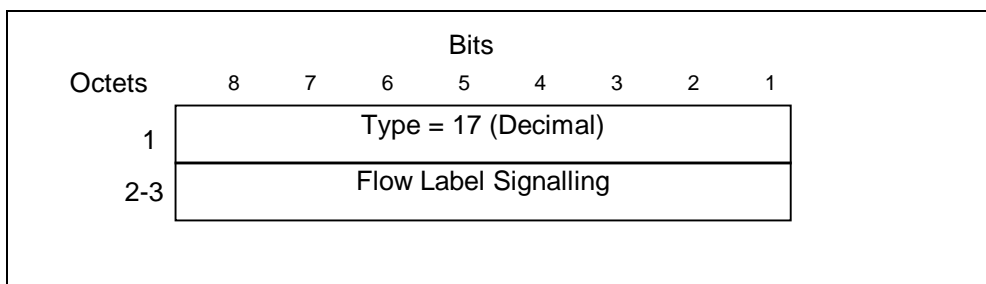 Bits
Octets 8 7 6 5 4 3 2 1
1 Type = 17 (Decimal)
2-3 Flow Label Signalling